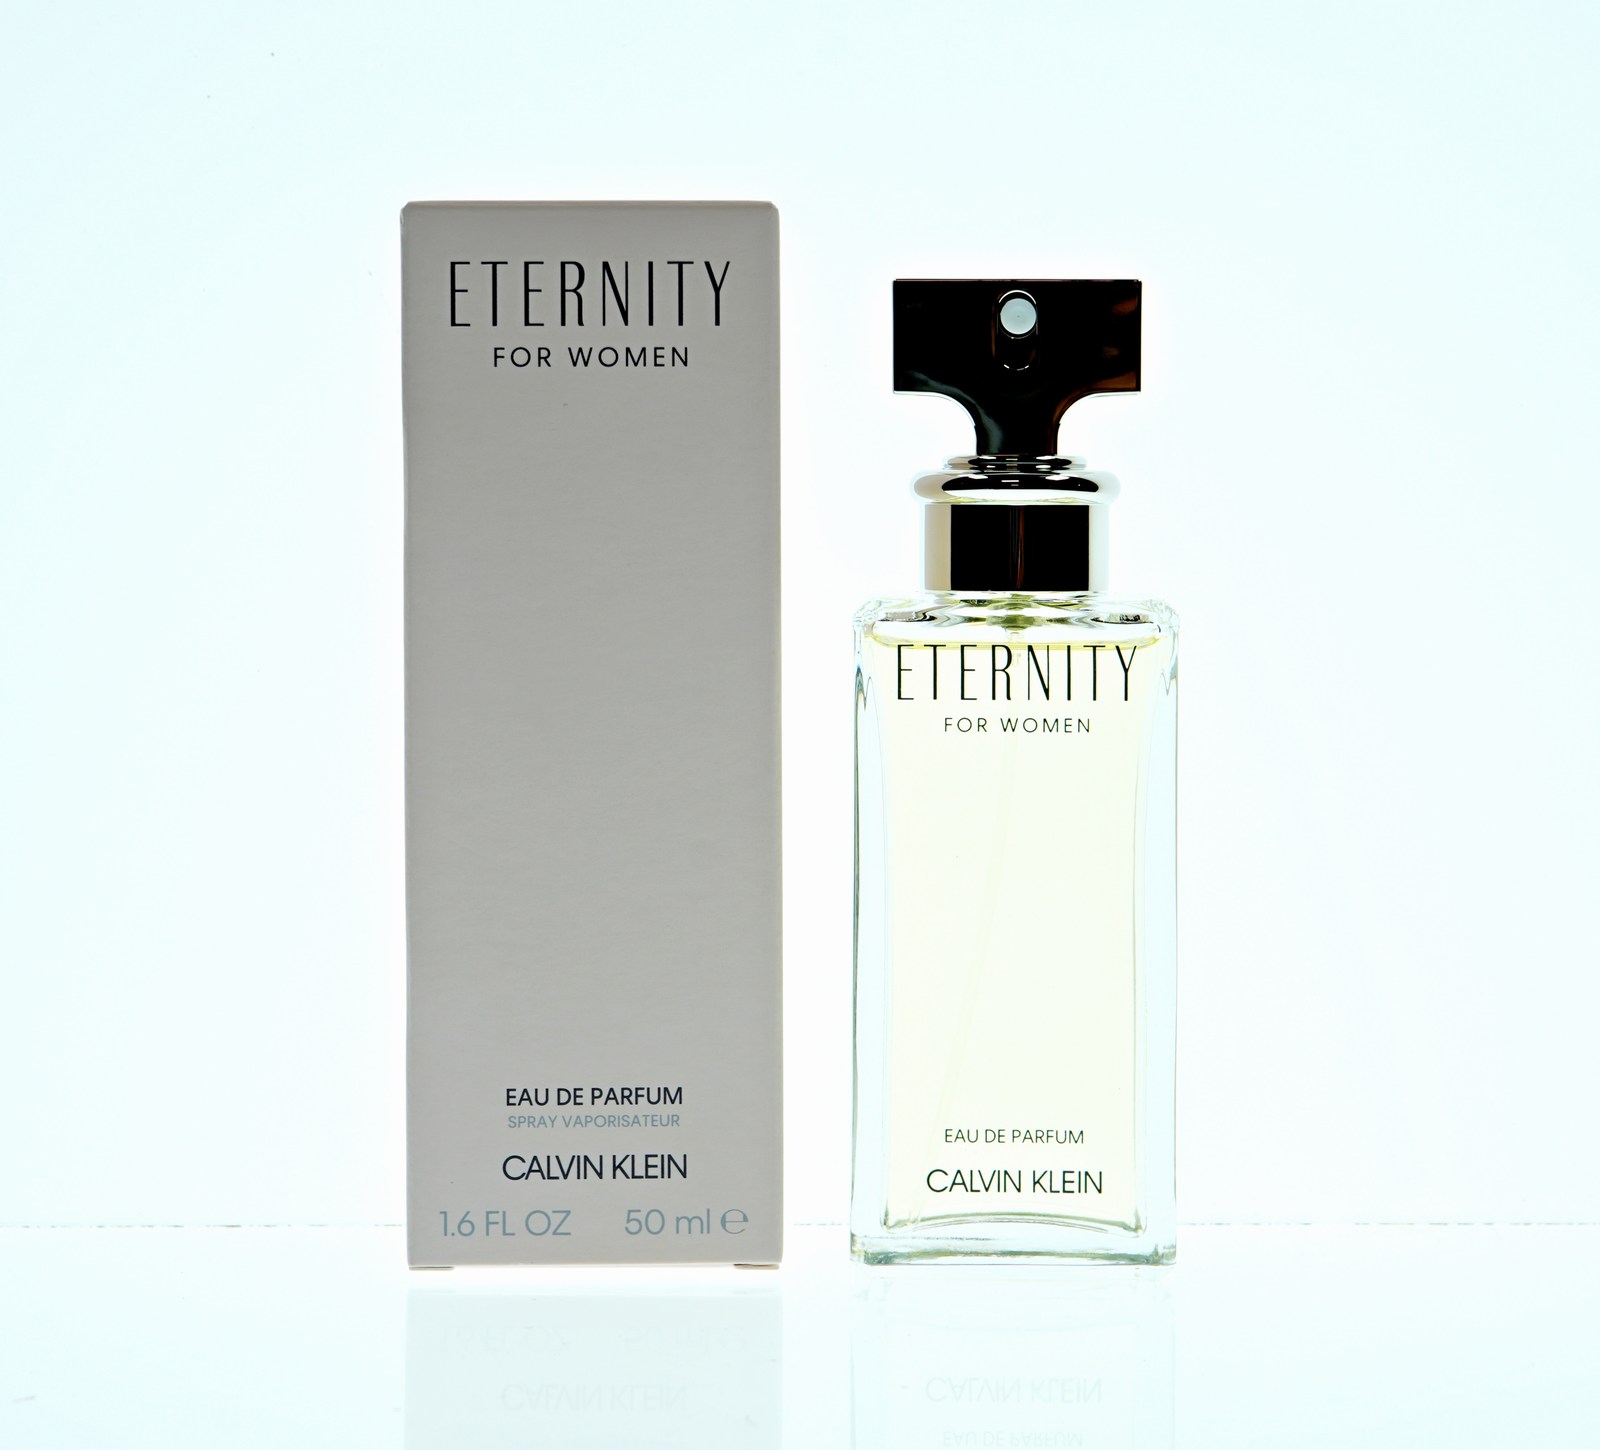 ETERNITY
FOR WOMEN
EAU DE PARFUM
SPRAY VAPORISATEUR
CALVIN KLEIN
1.6 FL OZ 50 ml ℮
ETERNITY
FOR WOMEN
EAU DE PARFUM
CALVIN KLEIN